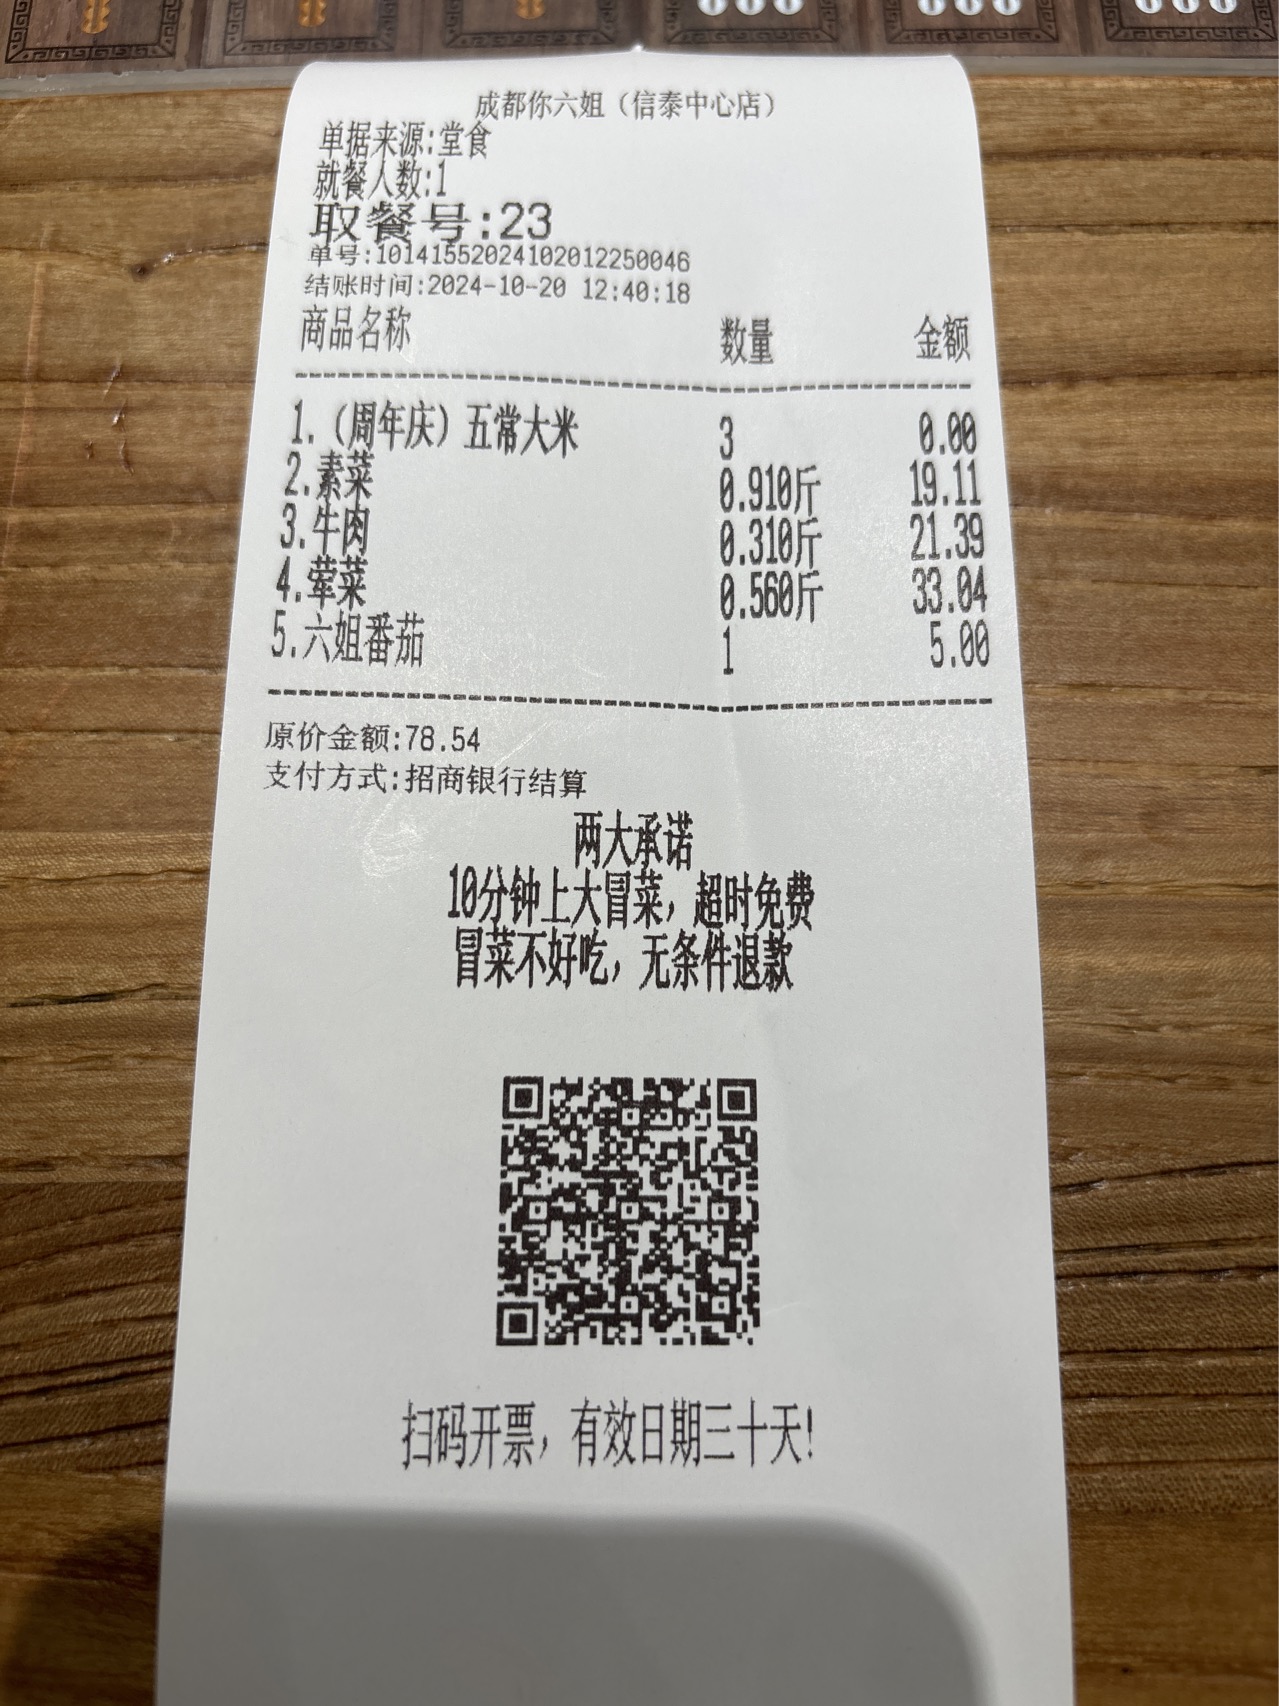 成都你六姐（信泰中心店）
单据来源:堂食
就餐人数:1
取餐号:23
单号:10141552024102012250046
结账时间:2024-10-20 12:40:18
商品名称 数量 金额
1.（周年庆）五常大米 3 0.00
2.素菜 0.910斤 19.11
3.牛肉 0.310斤 21.39
4.荤菜 0.560斤 33.04
5.六姐番茄 1 5.00
原价金额:78.54
支付方式:招商银行结算
两大承诺
10分钟上大冒菜，超时免费
冒菜不好吃，无条件退款
扫码开票，有效日期三十天!